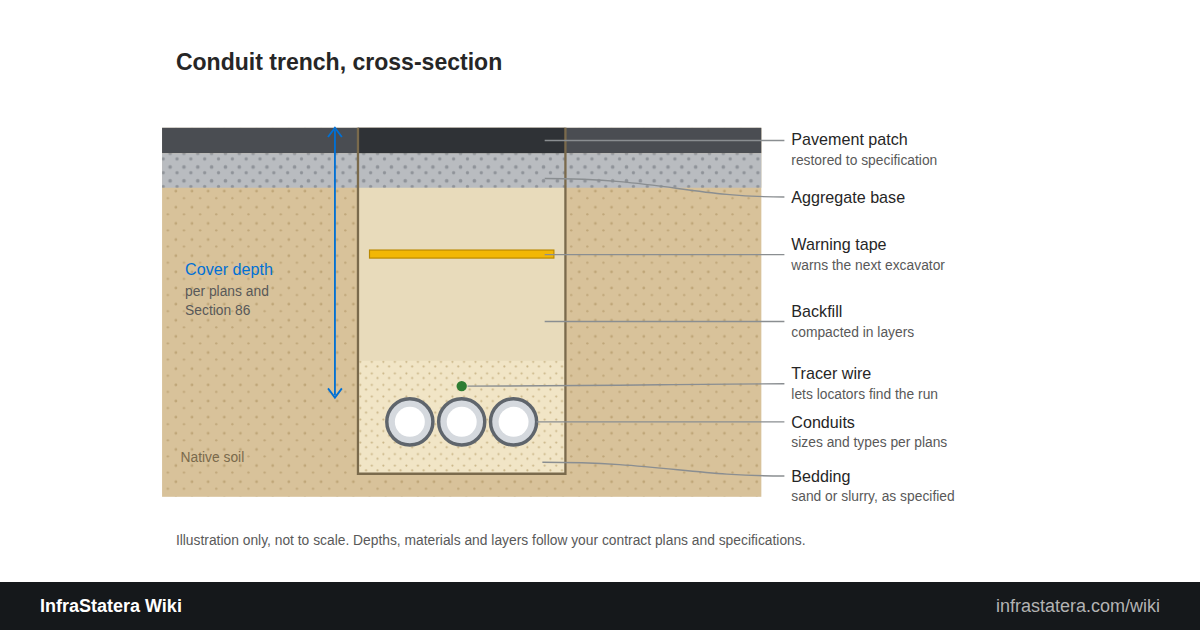 Conduit trench, cross-section
Pavement patch
restored to specification
Aggregate base
Warning tape
warns the next excavator
Cover depth
per plans and
Section 86
Backfill
compacted in layers
Tracer wire
lets locators find the run
Conduits
sizes and types per plans
Native soil
Bedding
sand or slurry, as specified
Illustration only, not to scale. Depths, materials and layers follow your contract plans and specifications.
InfraStatera Wiki
infrastatera.com/wiki